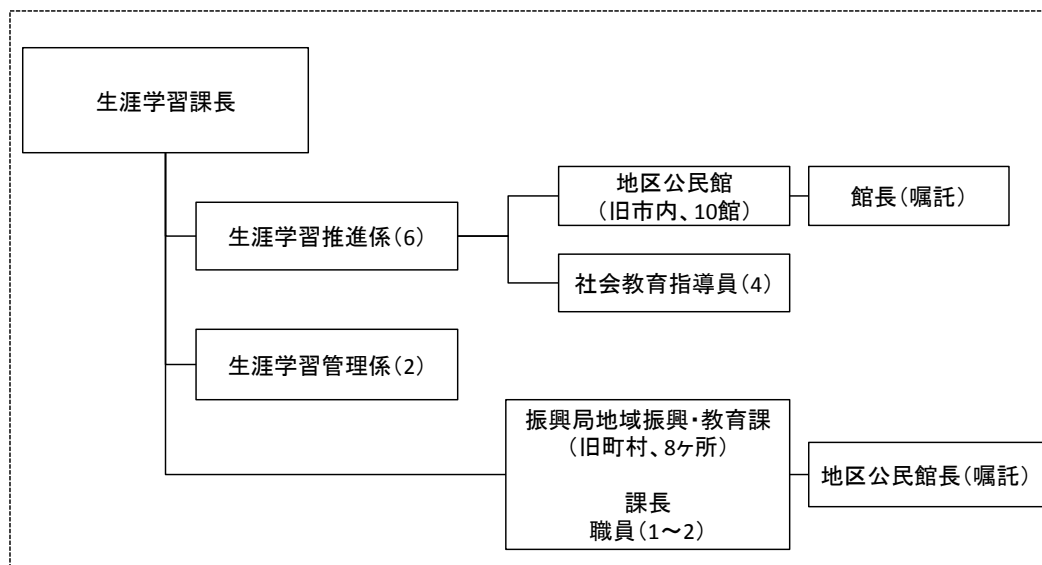 生涯学習課長
地区公民館
(旧市内、10館)
館長(嘱託)
生涯学習推進係(6)
社会教育指導員(4)
生涯学習管理係(2)
振興局地域振興・教育課
(旧町村、8ヶ所)
課長
職員(1～2)
地区公民館長(嘱託)